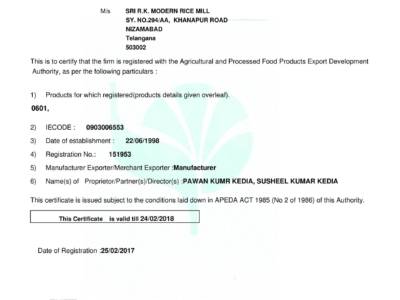 M/s SRI R.K. MODERN RICE MILL
SY. NO.294/AA, KHANAPUR ROAD
NIZAMABAD
Telangana
503002
This is to certify that the firm is registered with the Agricultural and Processed Food Products Export Development
Authority, as per the following particulars :
1) Products for which registered(products details given overleaf).
0601,
2) IECODE : 0903006553
3) Date of establishment : 22/06/1998
4) Registration No.: 151953
5) Manufacturer Exporter/Merchant Exporter :Manufacturer
6) Name(s) of Proprietor/Partner(s)/Director(s) :PAWAN KUMR KEDIA, SUSHEEL KUMAR KEDIA
This certificate is issued subject to the conditions laid down in APEDA ACT 1985 (No 2 of 1986) of this Authority.
This Certificate is valid till 24/02/2018
Date of Registration :25/02/2017